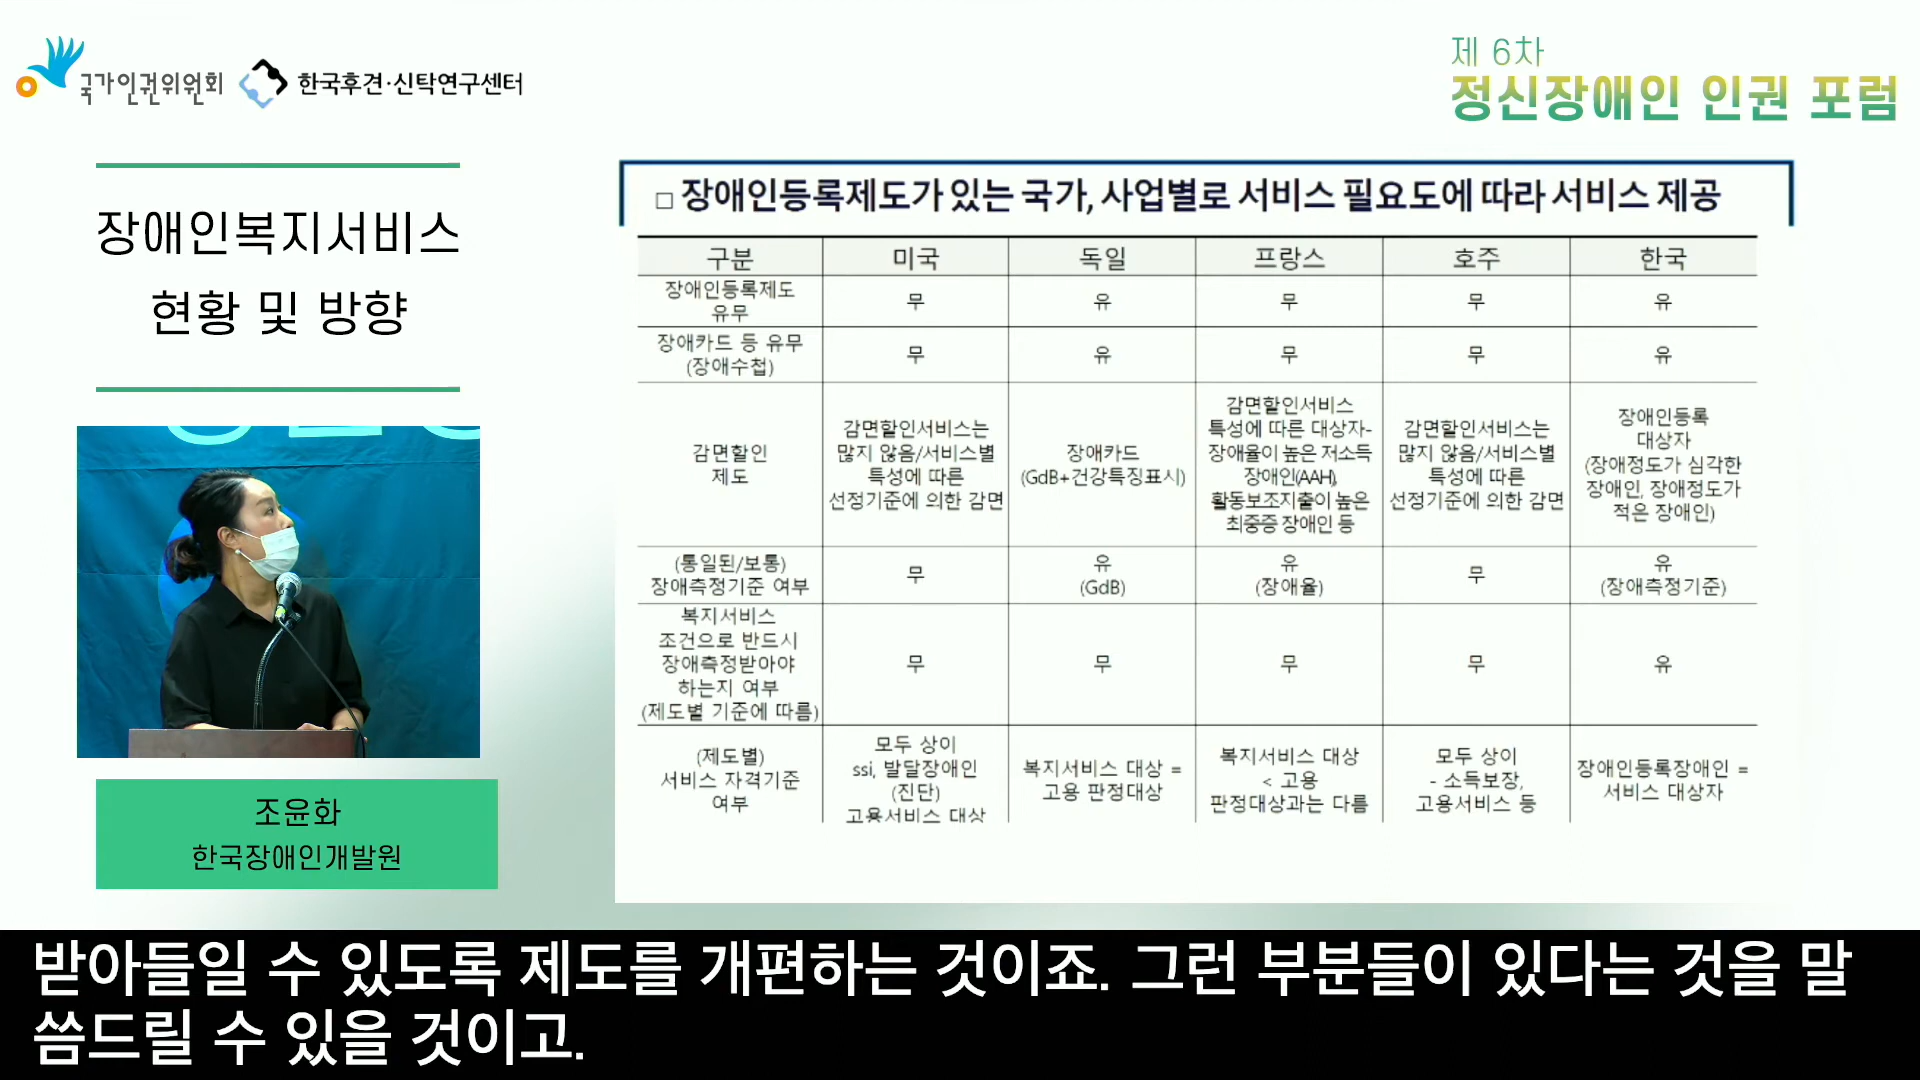 국가인권위원회
한국후견·신탁연구센터
제 6차
정신장애인 인권 포럼
장애인복지서비스
현황 및 방향
□ 장애인등록제도가 있는 국가, 사업별로 서비스 필요도에 따라 서비스 제공
구분 미국 독일 프랑스 호주 한국
장애인등록제도
유무
무 유 무 무 유
장애카드 등 유무
(장애수첩)
무 유 무 무 유
감면할인
제도
감면할인서비스는
많지 않음/서비스별
특성에 따른
선정기준에 의한 감면
장애카드
(GdB+건강특징표시)
감면할인서비스
특성에 따른 대상자-
장애율이 높은 저소득
장애인(AAH),
활동보조지출이 높은
최중증 장애인 등
감면할인서비스는
많지 않음/서비스별
특성에 따른
선정기준에 의한 감면
장애인등록
대상자
(장애정도가 심각한
장애인, 장애정도가
적은 장애인)
(통일된/보통)
장애측정기준 여부
무
유
(GdB)
유
(장애율)
무
유
(장애측정기준)
복지서비스
조건으로 반드시
장애측정받아야
하는지 여부
(제도별 기준에 따름)
무 무 무 무 유
(제도별)
서비스 자격기준
여부
모두 상이
ssi, 발달장애인
(진단)
고용서비스 대상
복지서비스 대상 =
고용 판정대상
복지서비스 대상
< 고용
판정대상과는 다름
모두 상이
- 소득보장,
고용서비스 등
장애인등록장애인 =
서비스 대상자
조윤화
한국장애인개발원
받아들일 수 있도록 제도를 개편하는 것이죠. 그런 부분들이 있다는 것을 말
씀드릴 수 있을 것이고.